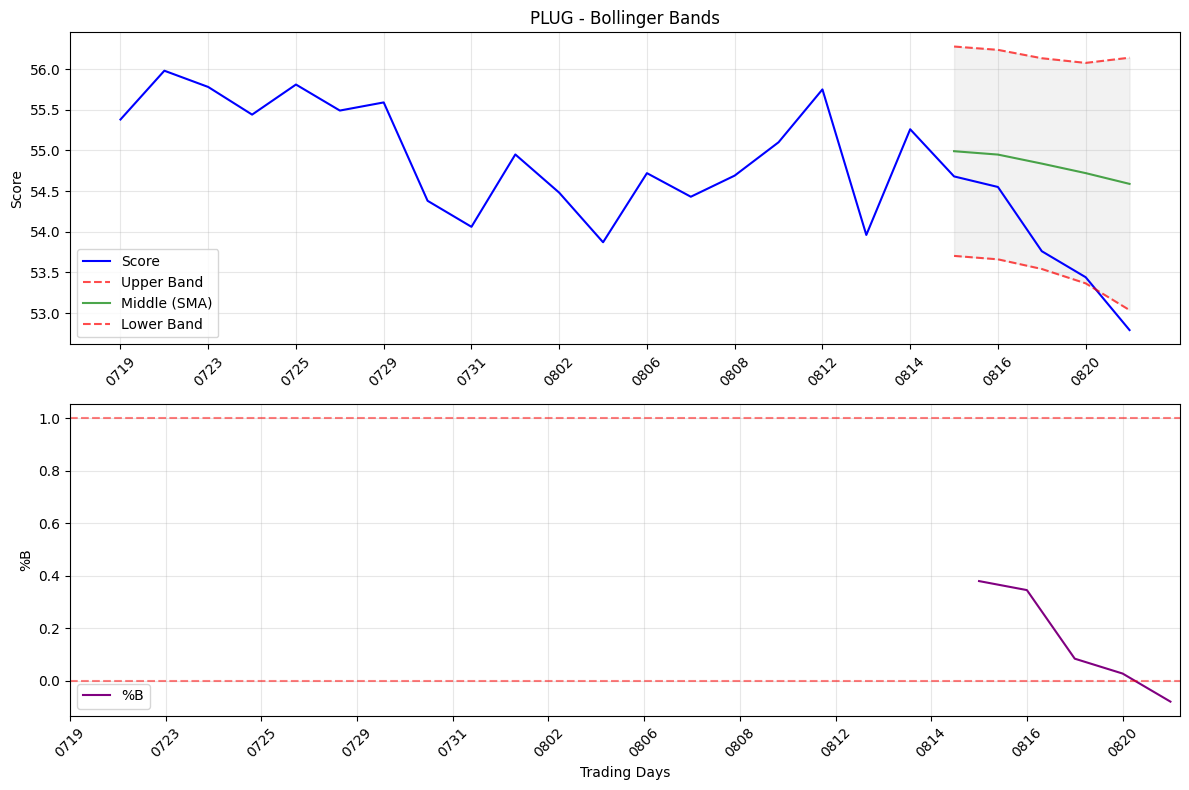 PLUG - Bollinger Bands
Score
56.0
55.5
55.0
54.5
54.0
53.5
53.0
Score
Upper Band
Middle (SMA)
Lower Band
0719 0723 0725 0729 0731 0802 0806 0808 0812 0814 0816 0820
%B
1.0
0.8
0.6
0.4
0.2
0.0
%B
0719 0723 0725 0729 0731 0802 0806 0808 0812 0814 0816 0820
Trading Days